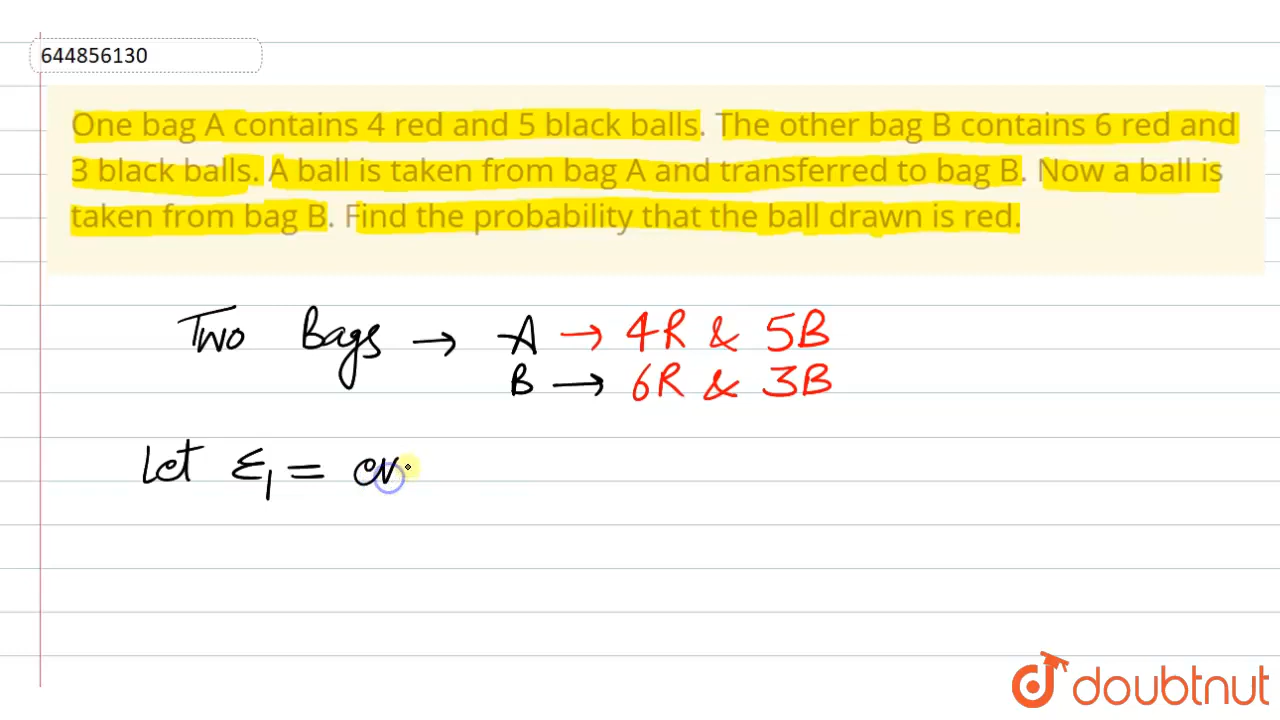 644856130
One bag A contains 4 red and 5 black balls. The other bag B contains 6 red and
3 black balls. A ball is taken from bag A and transferred to bag B. Now a ball is
taken from bag B. Find the probability that the ball drawn is red.
Two Bags → A → 4R & 5B
B → 6R & 3B
Let E₁ = ev
doubtnut